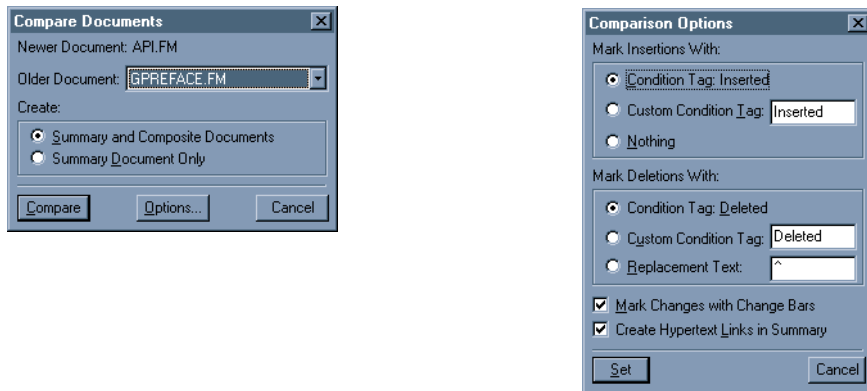 Compare Documents
Newer Document: API.FM
Older Document: GPREFACE.FM
Create:
Summary and Composite Documents
Summary Document Only
Compare Options... Cancel
Comparison Options
Mark Insertions With:
Condition Tag: Inserted
Custom Condition Tag: Inserted
Nothing
Mark Deletions With:
Condition Tag: Deleted
Custom Condition Tag: Deleted
Replacement Text: ^
Mark Changes with Change Bars
Create Hypertext Links in Summary
Set Cancel